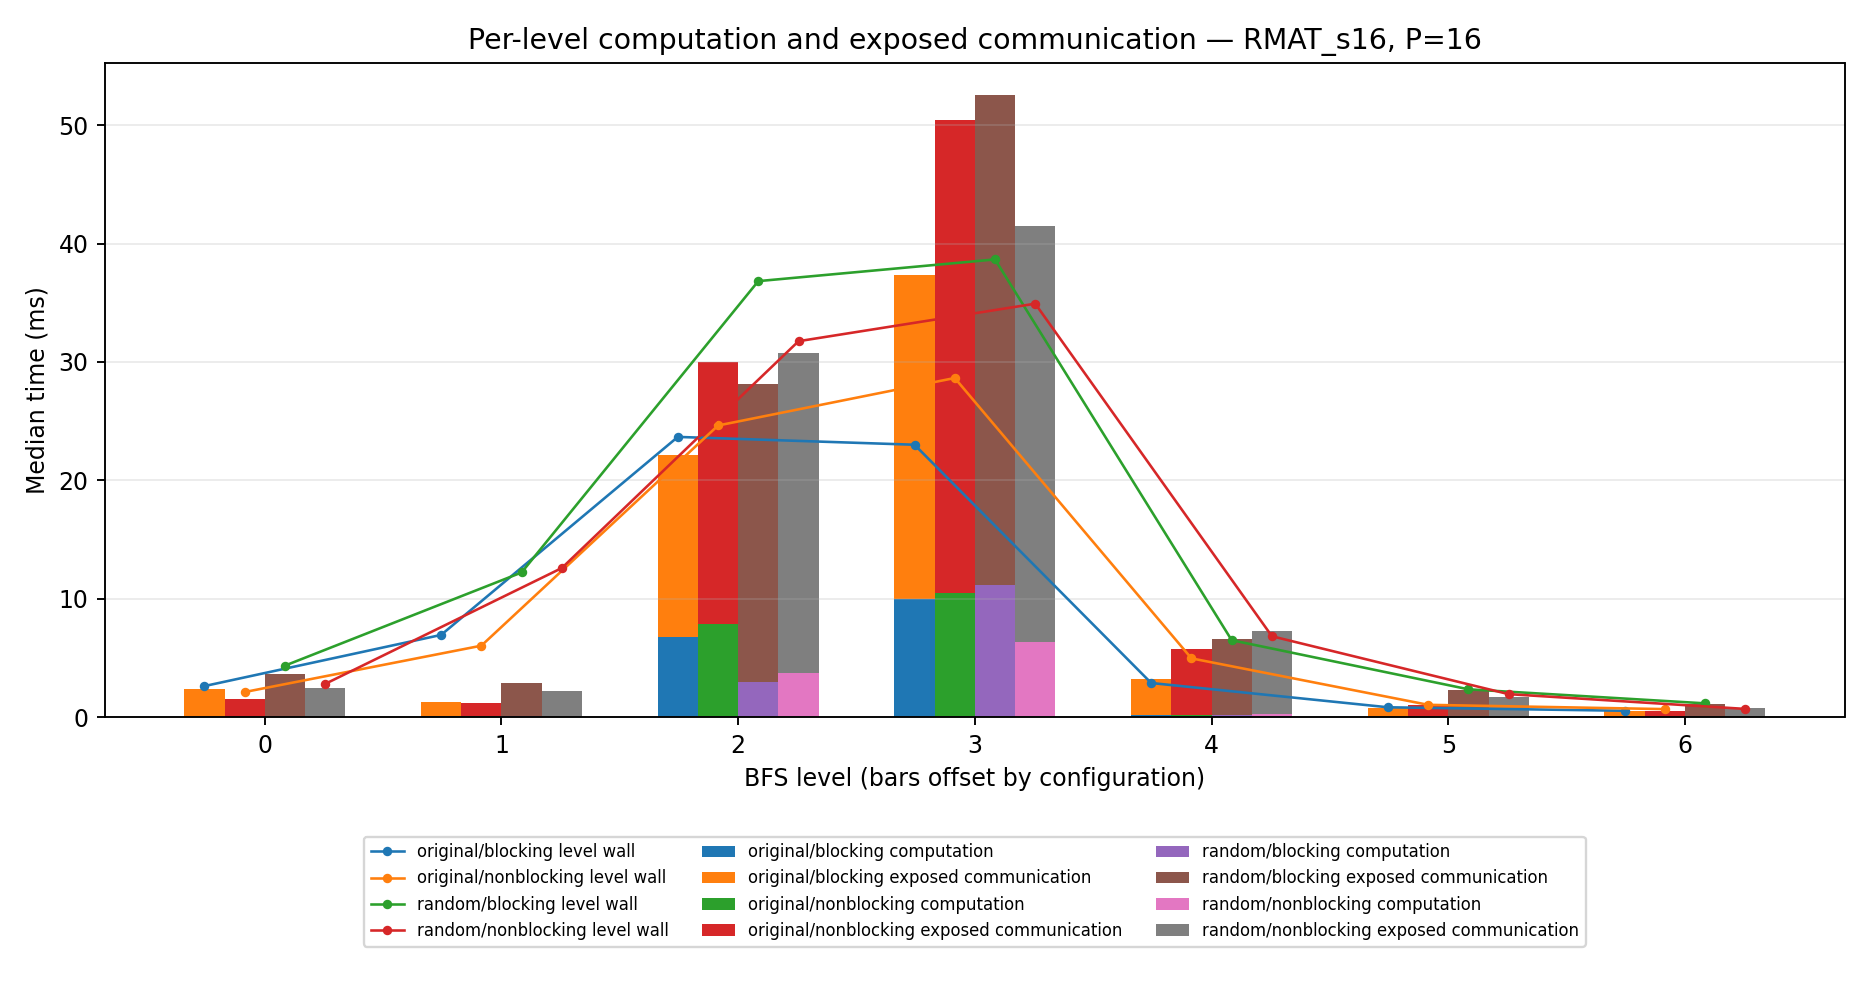 Per-level computation and exposed communication — RMAT_s16, P=16
Median time (ms)
50
40
30
20
10
0
0 1 2 3 4 5 6
BFS level (bars offset by configuration)
original/blocking level wall
original/nonblocking level wall
random/blocking level wall
random/nonblocking level wall
original/blocking computation
original/blocking exposed communication
original/nonblocking computation
original/nonblocking exposed communication
random/blocking computation
random/blocking exposed communication
random/nonblocking computation
random/nonblocking exposed communication